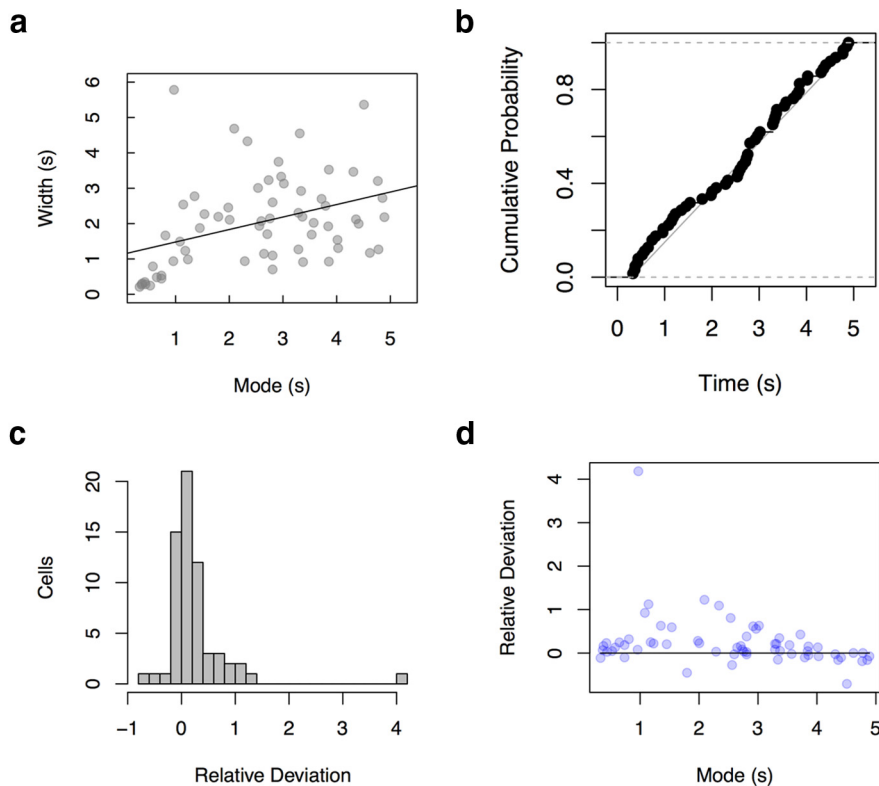 a
Width (s)
6
5
4
3
2
1
0
1 2 3 4 5
Mode (s)
b
Cumulative Probability
0.8
0.4
0.0
0 1 2 3 4 5
Time (s)
c
Cells
20
15
10
5
0
−1 0 1 2 3 4
Relative Deviation
d
Relative Deviation
4
3
2
1
0
1 2 3 4 5
Mode (s)